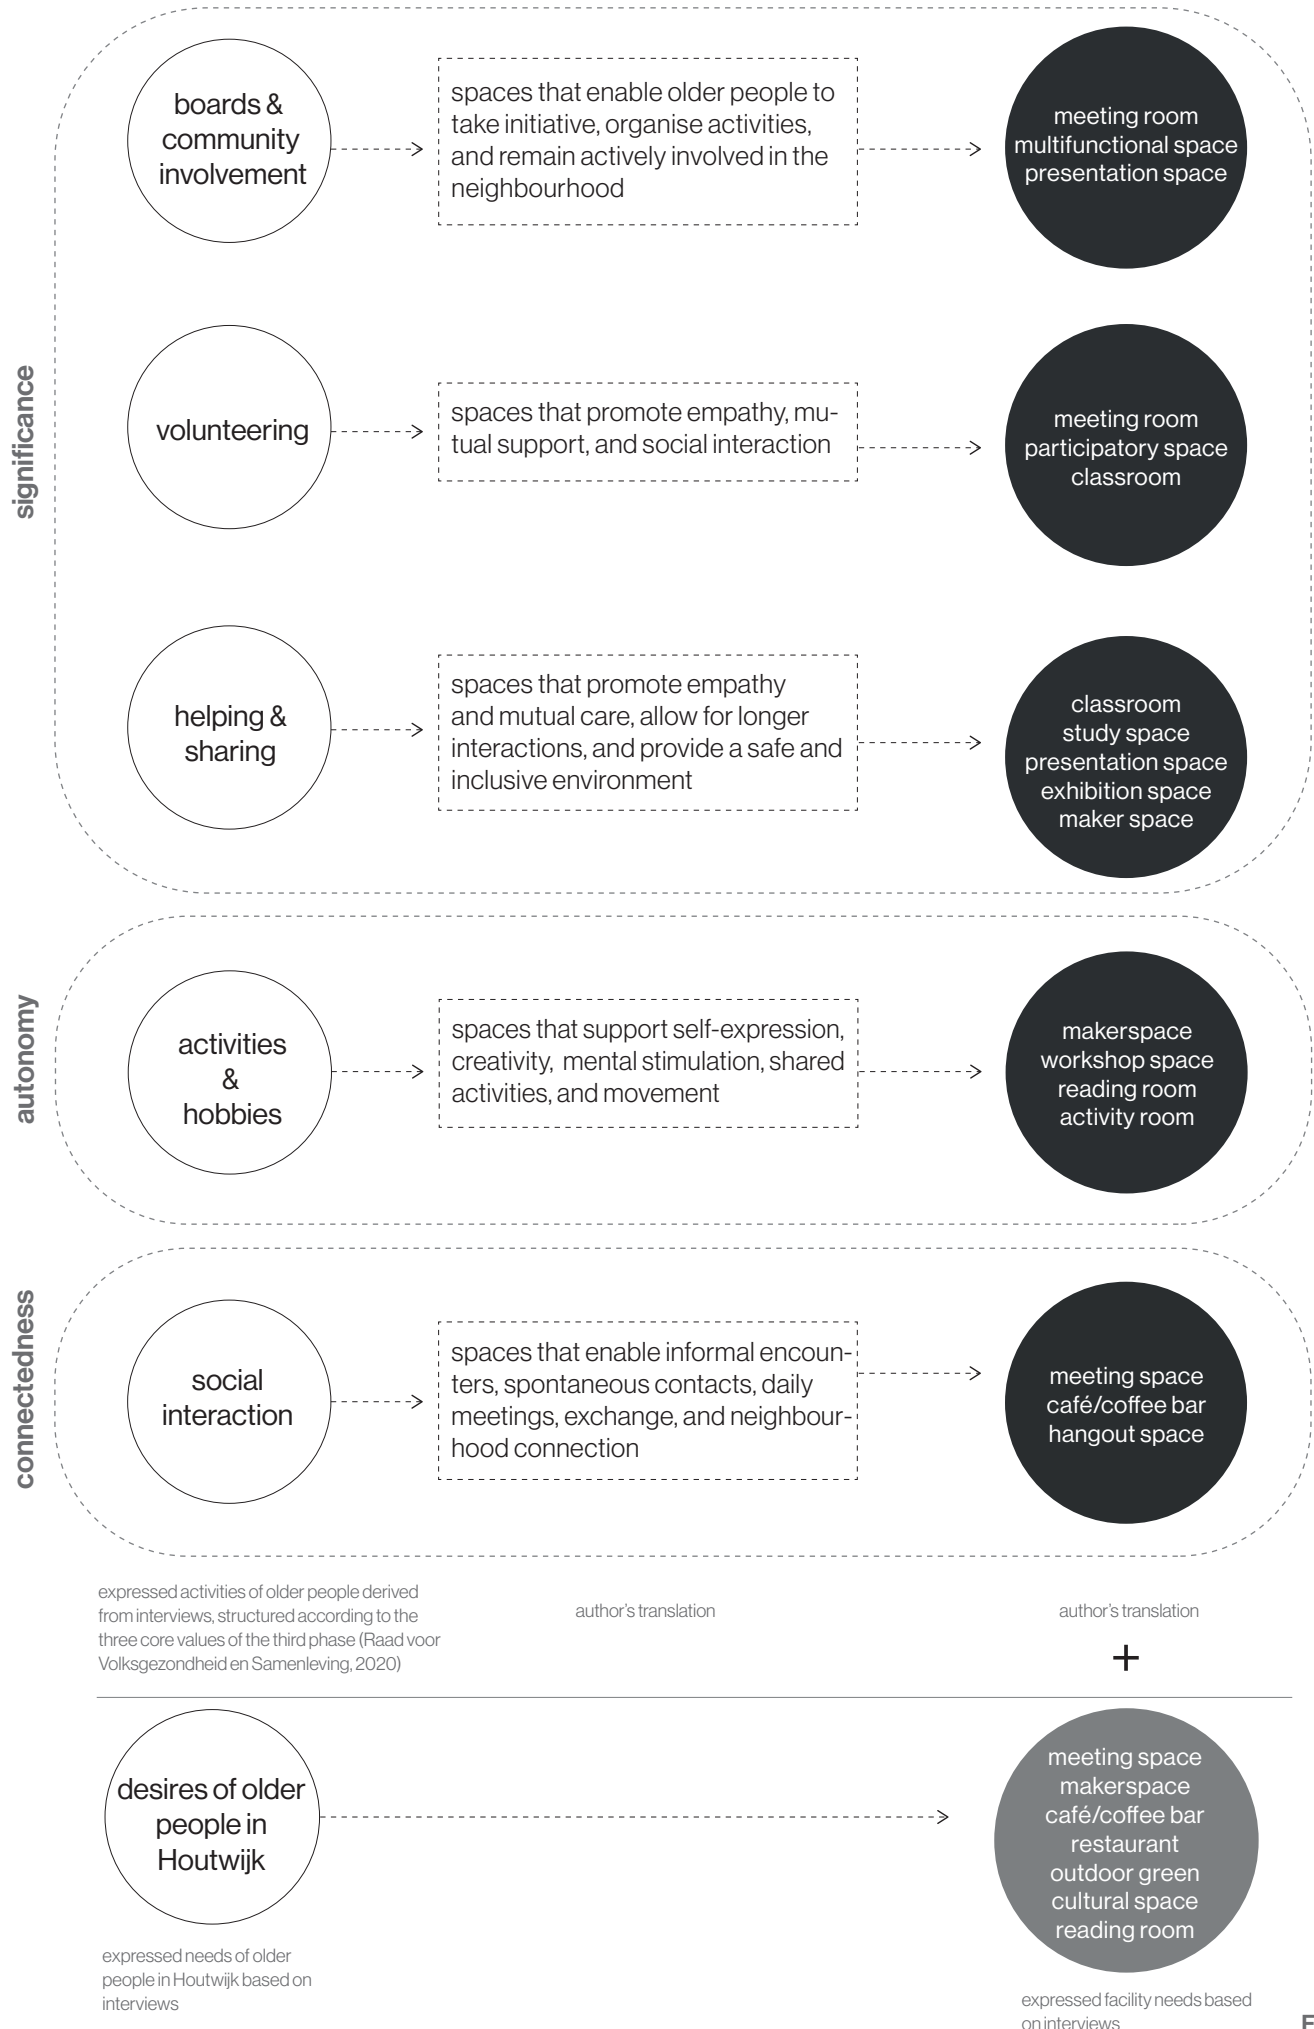 significance
boards &
community
involvement
spaces that enable older people to
take initiative, organise activities,
and remain actively involved in the
neighbourhood
meeting room
multifunctional space
presentation space
volunteering
spaces that promote empathy, mu-
tual support, and social interaction
meeting room
participatory space
classroom
helping &
sharing
spaces that promote empathy
and mutual care, allow for longer
interactions, and provide a safe and
inclusive environment
classroom
study space
presentation space
exhibition space
maker space
autonomy
activities
&
hobbies
spaces that support self-expression,
creativity, mental stimulation, shared
activities, and movement
makerspace
workshop space
reading room
activity room
connectedness
social
interaction
spaces that enable informal encoun-
ters, spontaneous contacts, daily
meetings, exchange, and neighbour-
hood connection
meeting space
café/coffee bar
hangout space
expressed activities of older people derived
from interviews, structured according to the
three core values of the third phase (Raad voor
Volksgezondheid en Samenleving, 2020)
author's translation
author's translation
+
desires of older
people in
Houtwijk
meeting space
makerspace
café/coffee bar
restaurant
outdoor green
cultural space
reading room
expressed needs of older
people in Houtwijk based on
interviews
expressed facility needs based
on interviews